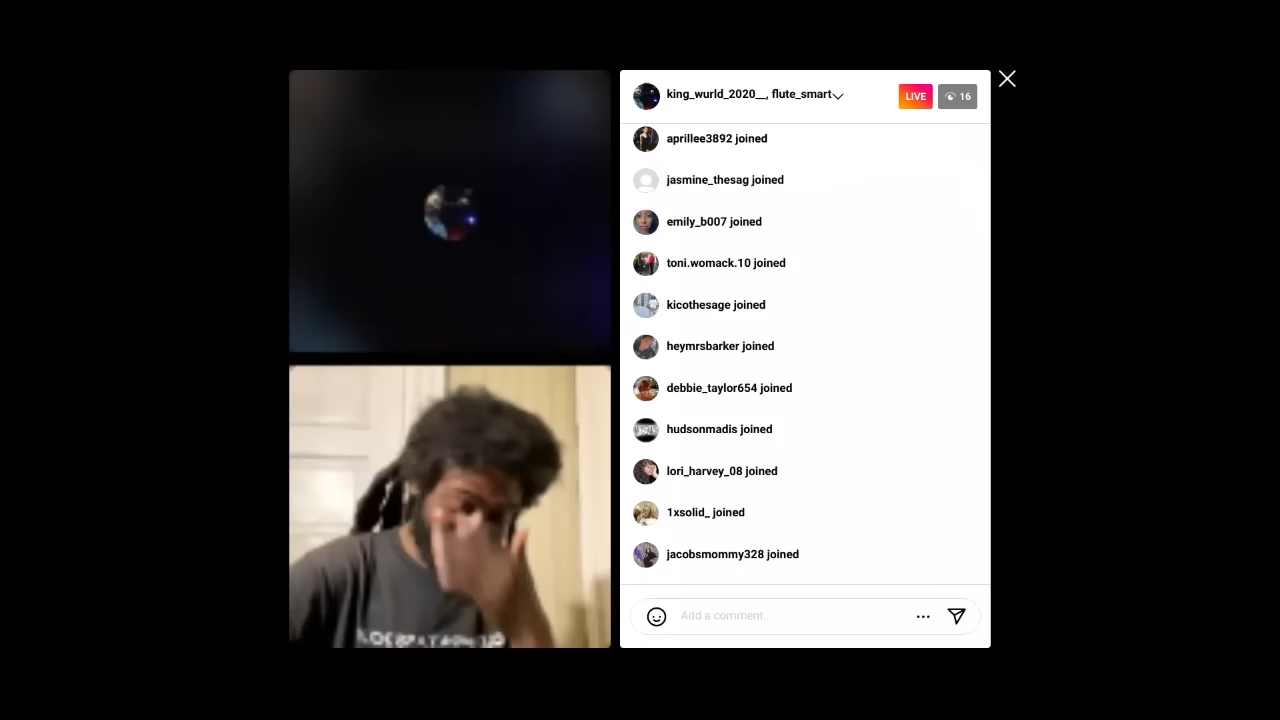 king_wurld_2020__, flute_smart
LIVE
16
aprillee3892 joined
jasmine_thesag joined
emily_b007 joined
toni.womack.10 joined
kicothesage joined
heymrsbarker joined
debbie_taylor654 joined
hudsonmadis joined
lori_harvey_08 joined
1xsolid_ joined
jacobsmommy328 joined
Add a comment..